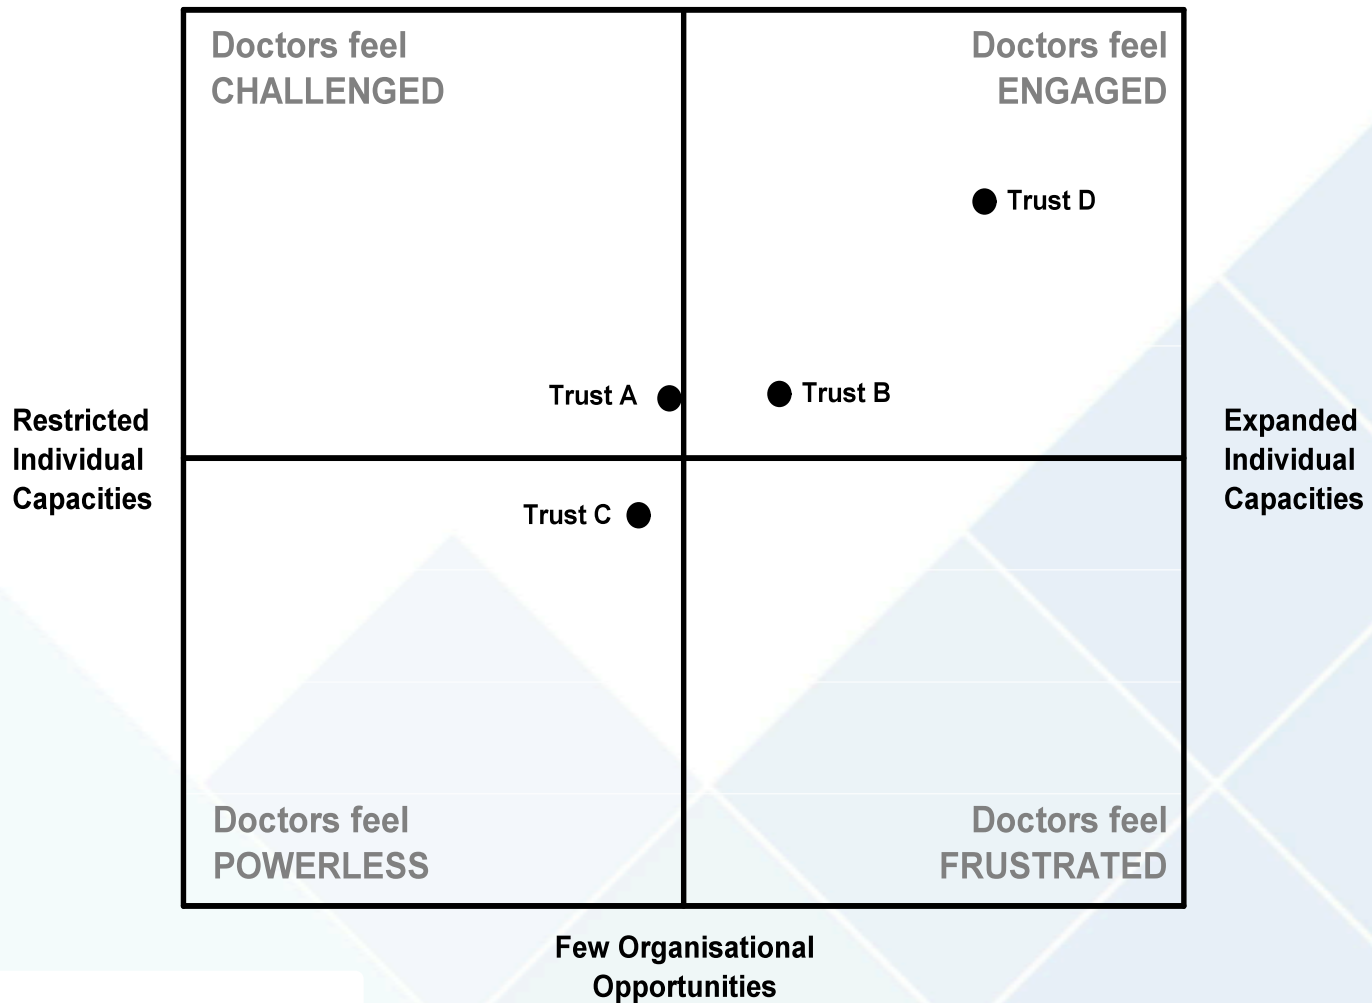 Doctors feel
CHALLENGED
Doctors feel
ENGAGED
Trust D
Trust A
Trust B
Restricted
Individual
Capacities
Expanded
Individual
Capacities
Trust C
Doctors feel
POWERLESS
Doctors feel
FRUSTRATED
Few Organisational
Opportunities